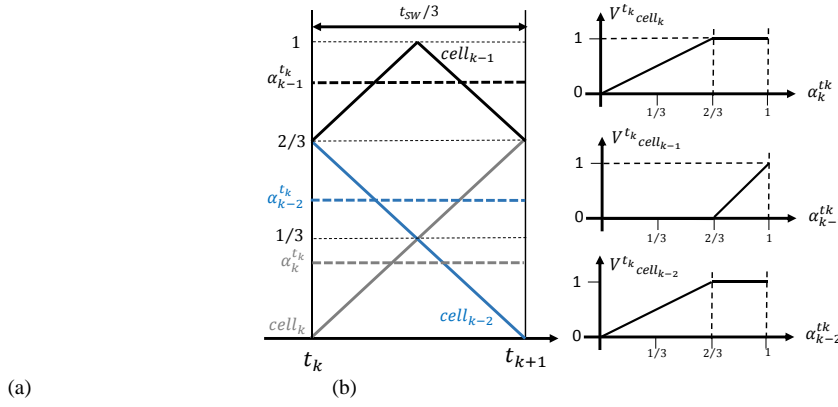 t_SW/3
1
cell_{k-1}
α_{k-1}^{t_k}
2/3
α_{k-2}^{t_k}
1/3
α_k^{t_k}
cell_k
cell_{k-2}
t_k
t_{k+1}
V^{t_k}_{cell_k}
1
0
1/3
2/3
1
α_k^{tk}
V^{t_k}_{cell_{k-1}}
1
0
1/3
2/3
1
α_{k-}^{tk}
V^{t_k}_{cell_{k-2}}
1
0
1/3
2/3
1
α_{k-2}^{tk}
(a)
(b)